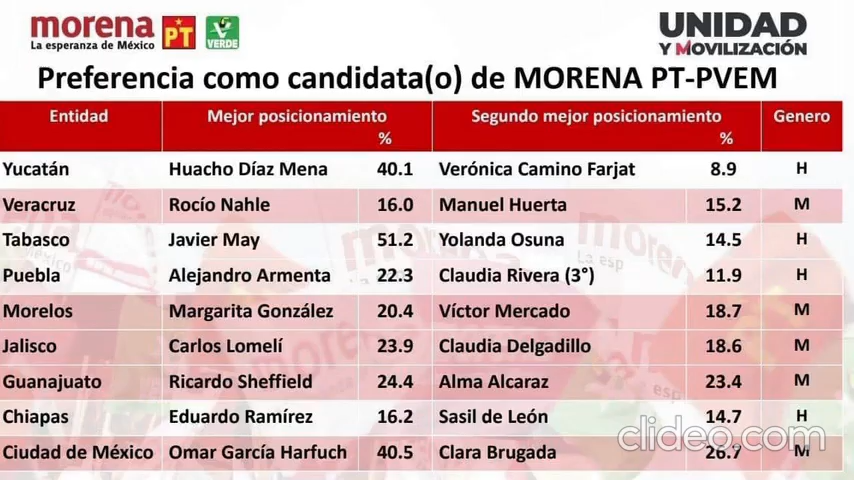 morena
La esperanza de México
PT
VERDE
UNIDAD
Y MOVILIZACIÓN
Preferencia como candidata(o) de MORENA PT-PVEM
Entidad Mejor posicionamiento % Segundo mejor posicionamiento % Genero
Yucatán Huacho Díaz Mena 40.1 Verónica Camino Farjat 8.9 H
Veracruz Rocío Nahle 16.0 Manuel Huerta 15.2 M
Tabasco Javier May 51.2 Yolanda Osuna 14.5 H
Puebla Alejandro Armenta 22.3 Claudia Rivera (3°) 11.9 H
Morelos Margarita González 20.4 Víctor Mercado 18.7 M
Jalisco Carlos Lomelí 23.9 Claudia Delgadillo 18.6 M
Guanajuato Ricardo Sheffield 24.4 Alma Alcaraz 23.4 M
Chiapas Eduardo Ramírez 16.2 Sasil de León 14.7 H
Ciudad de México Omar García Harfuch 40.5 Clara Brugada 26.7 M
clideo.com